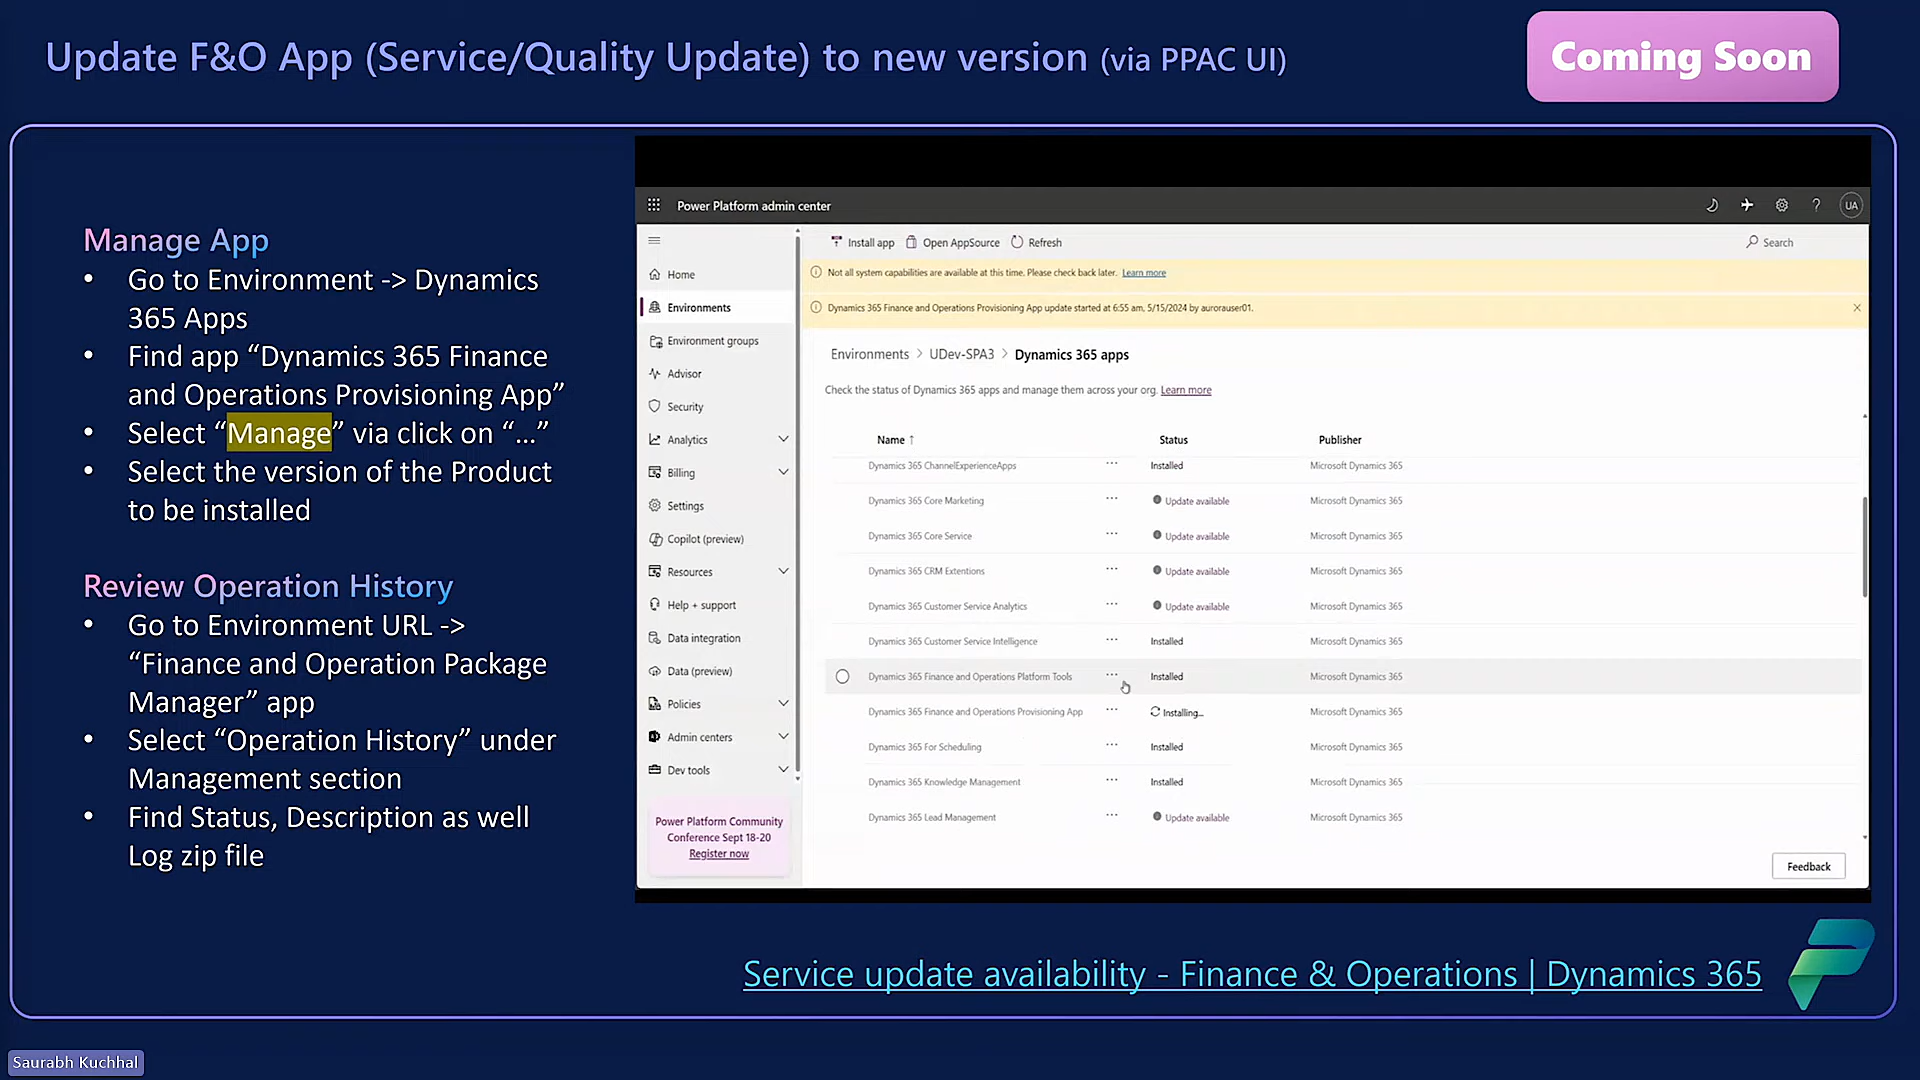 Update F&O App (Service/Quality Update) to new version (via PPAC UI)
Coming Soon
Manage App
• Go to Environment -> Dynamics
365 Apps
• Find app “Dynamics 365 Finance
and Operations Provisioning App”
• Select “Manage” via click on “...”
• Select the version of the Product
to be installed
Review Operation History
• Go to Environment URL ->
“Finance and Operation Package
Manager” app
• Select “Operation History” under
Management section
• Find Status, Description as well
Log zip file
Power Platform admin center
UA
Home
Environments
Environment groups
Advisor
Security
Analytics
Billing
Settings
Copilot (preview)
Resources
Help + support
Data integration
Data (preview)
Policies
Admin centers
Dev tools
Power Platform Community
Conference Sept 18-20
Register now
Install app Open AppSource Refresh Search
Not all system capabilities are available at this time. Please check back later. Learn more
Dynamics 365 Finance and Operations Provisioning App update started at 6:55 am, 5/15/2024 by aurorauser01.
Environments > UDev-SPA3 > Dynamics 365 apps
Check the status of Dynamics 365 apps and manage them across your org. Learn more
Name ↑ Status Publisher
Dynamics 365 ChannelExperienceApps ... Installed Microsoft Dynamics 365
Dynamics 365 Core Marketing ... Update available Microsoft Dynamics 365
Dynamics 365 Core Service ... Update available Microsoft Dynamics 365
Dynamics 365 CRM Extentions ... Update available Microsoft Dynamics 365
Dynamics 365 Customer Service Analytics ... Update available Microsoft Dynamics 365
Dynamics 365 Customer Service Intelligence ... Installed Microsoft Dynamics 365
Dynamics 365 Finance and Operations Platform Tools ... Installed Microsoft Dynamics 365
Dynamics 365 Finance and Operations Provisioning App ... Installing... Microsoft Dynamics 365
Dynamics 365 For Scheduling ... Installed Microsoft Dynamics 365
Dynamics 365 Knowledge Management ... Installed Microsoft Dynamics 365
Dynamics 365 Lead Management ... Update available Microsoft Dynamics 365
Feedback
Service update availability - Finance & Operations | Dynamics 365
Saurabh Kuchhal